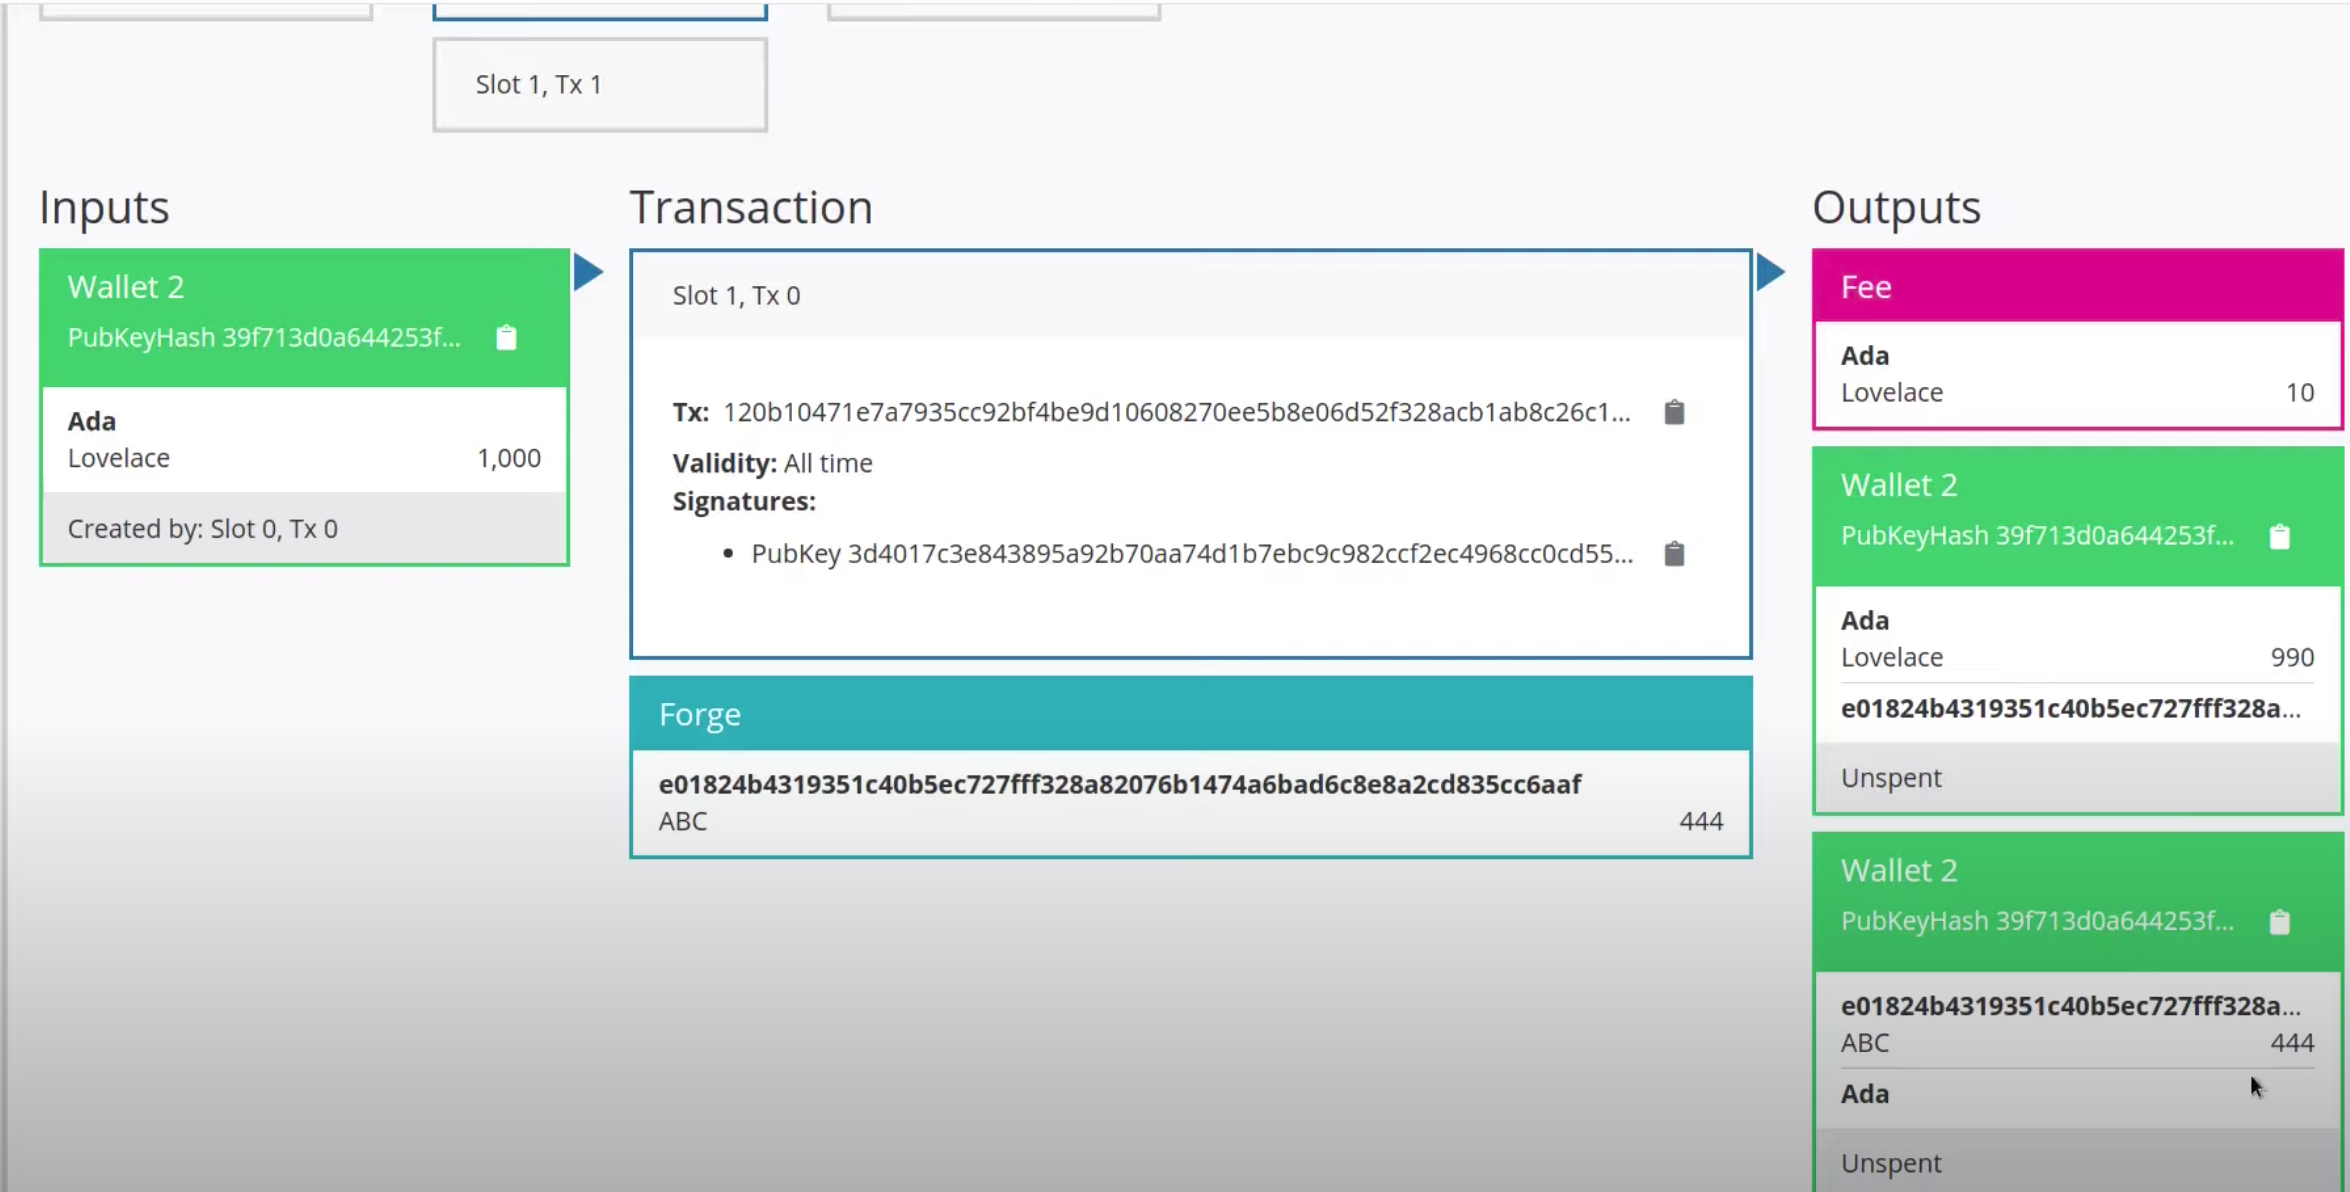 Slot 1, Tx 1
Inputs
Wallet 2
PubKeyHash 39f713d0a644253f...
Ada
Lovelace 1,000
Created by: Slot 0, Tx 0
Transaction
Slot 1, Tx 0
Tx: 120b10471e7a7935cc92bf4be9d10608270ee5b8e06d52f328acb1ab8c26c1...
Validity: All time
Signatures:
• PubKey 3d4017c3e843895a92b70aa74d1b7ebc9c982ccf2ec4968cc0cd55...
Forge
e01824b4319351c40b5ec727fff328a82076b1474a6bad6c8e8a2cd835cc6aaf
ABC 444
Outputs
Fee
Ada
Lovelace 10
Wallet 2
PubKeyHash 39f713d0a644253f...
Ada
Lovelace 990
e01824b4319351c40b5ec727fff328a...
Unspent
Wallet 2
PubKeyHash 39f713d0a644253f...
e01824b4319351c40b5ec727fff328a...
ABC 444
Ada
Unspent